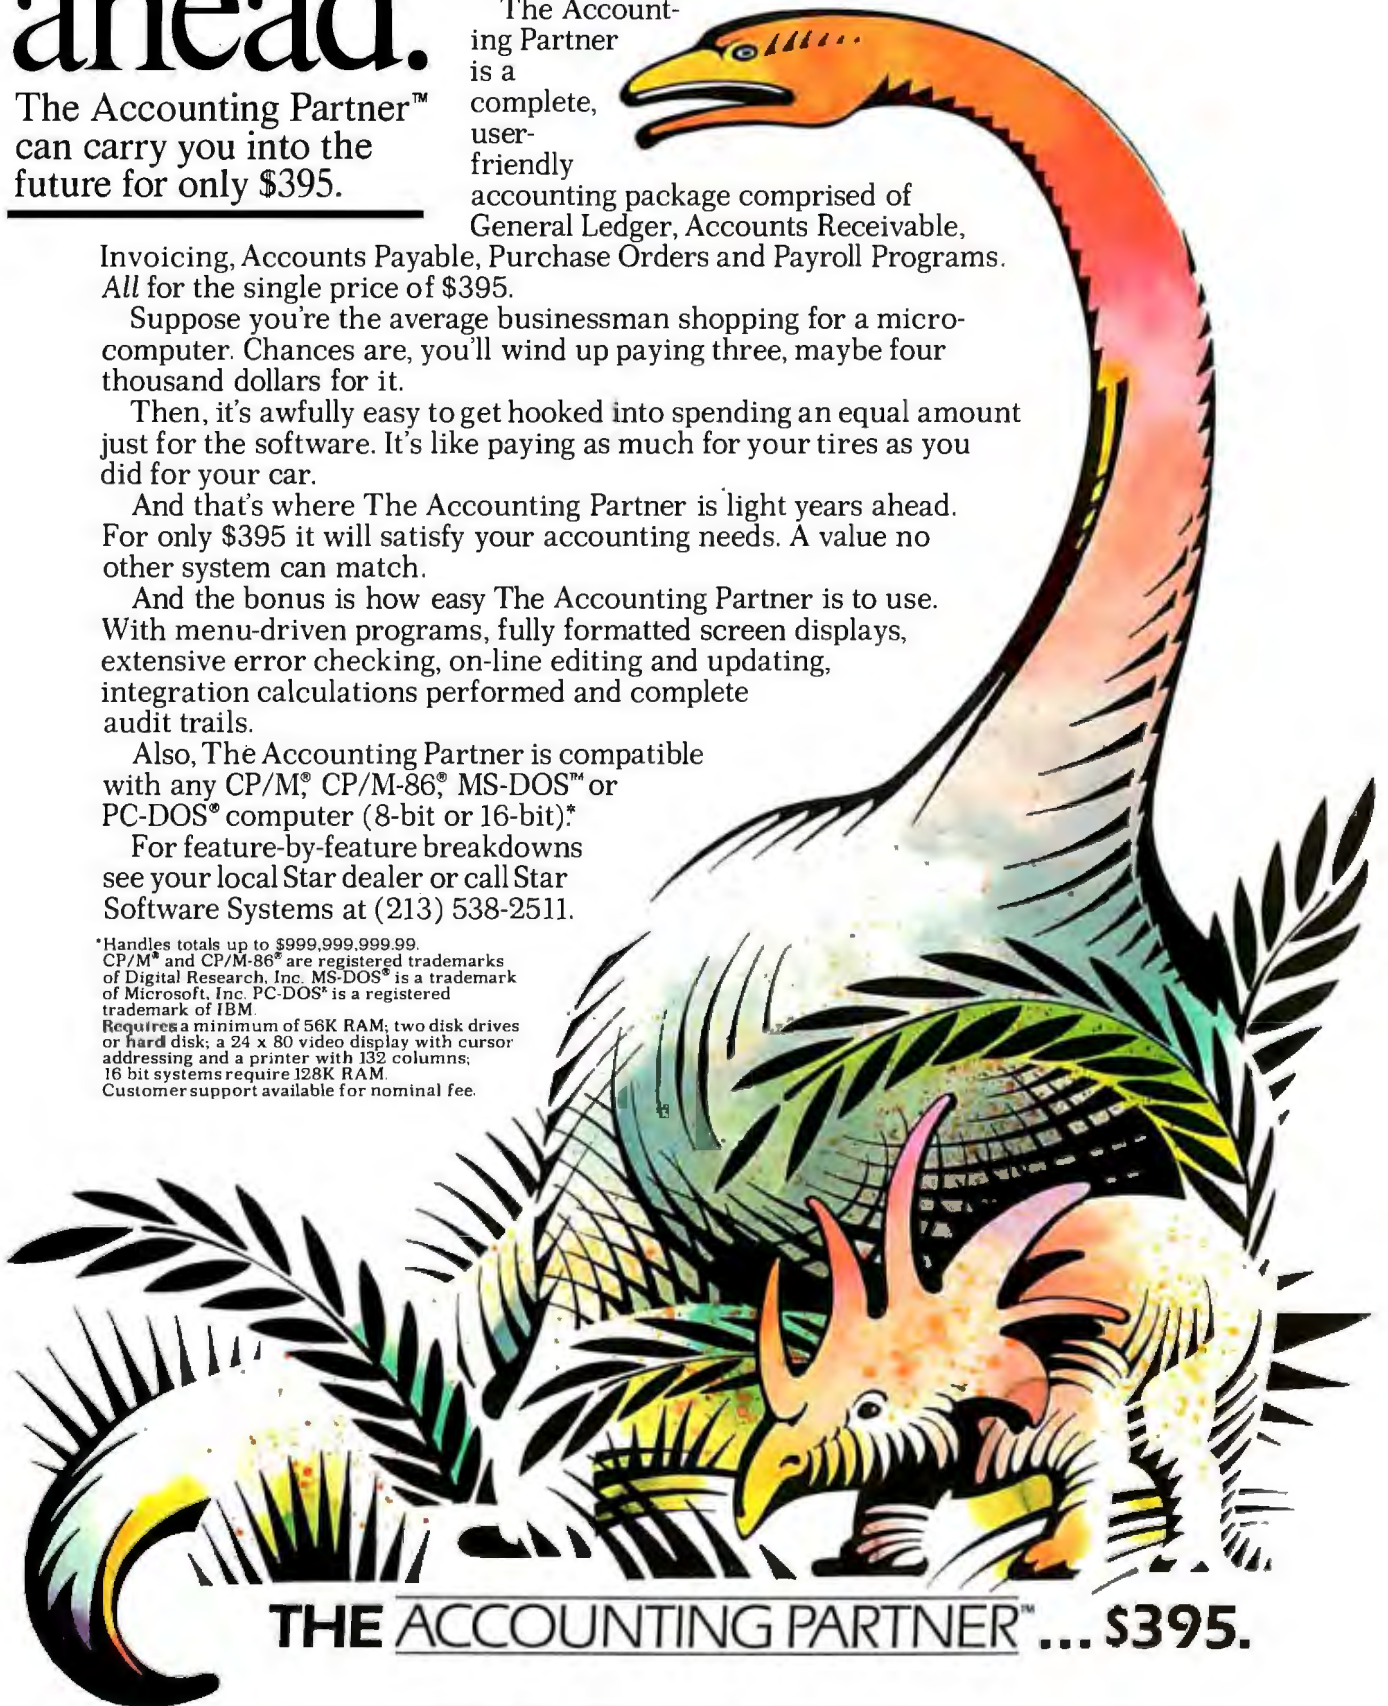 ahead.
The Accounting Partner™
can carry you into the
future for only $395.
The Account-
ing Partner
is a
complete,
user-
friendly
accounting package comprised of
General Ledger, Accounts Receivable,
Invoicing, Accounts Payable, Purchase Orders and Payroll Programs.
All for the single price of $395.
Suppose you're the average businessman shopping for a micro-
computer. Chances are, you'll wind up paying three, maybe four
thousand dollars for it.
Then, it's awfully easy to get hooked into spending an equal amount
just for the software. It's like paying as much for your tires as you
did for your car.
And that's where The Accounting Partner is light years ahead.
For only $395 it will satisfy your accounting needs. A value no
other system can match.
And the bonus is how easy The Accounting Partner is to use.
With menu-driven programs, fully formatted screen displays,
extensive error checking, on-line editing and updating,
integration calculations performed and complete
audit trails.
Also, The Accounting Partner is compatible
with any CP/M®, CP/M-86®, MS-DOS™ or
PC-DOS® computer (8-bit or 16-bit).*
For feature-by-feature breakdowns
see your local Star dealer or call Star
Software Systems at (213) 538-2511.
*Handles totals up to $999,999,999.99.
CP/M® and CP/M-86® are registered trademarks
of Digital Research, Inc. MS-DOS® is a trademark
of Microsoft, Inc. PC-DOS® is a registered
trademark of IBM.
Requires a minimum of 56K RAM; two disk drives
or hard disk; a 24 x 80 video display with cursor
addressing and a printer with 132 columns;
16 bit systems require 128K RAM.
Customer support available for nominal fee.
THE ACCOUNTING PARTNER™ ... $395.